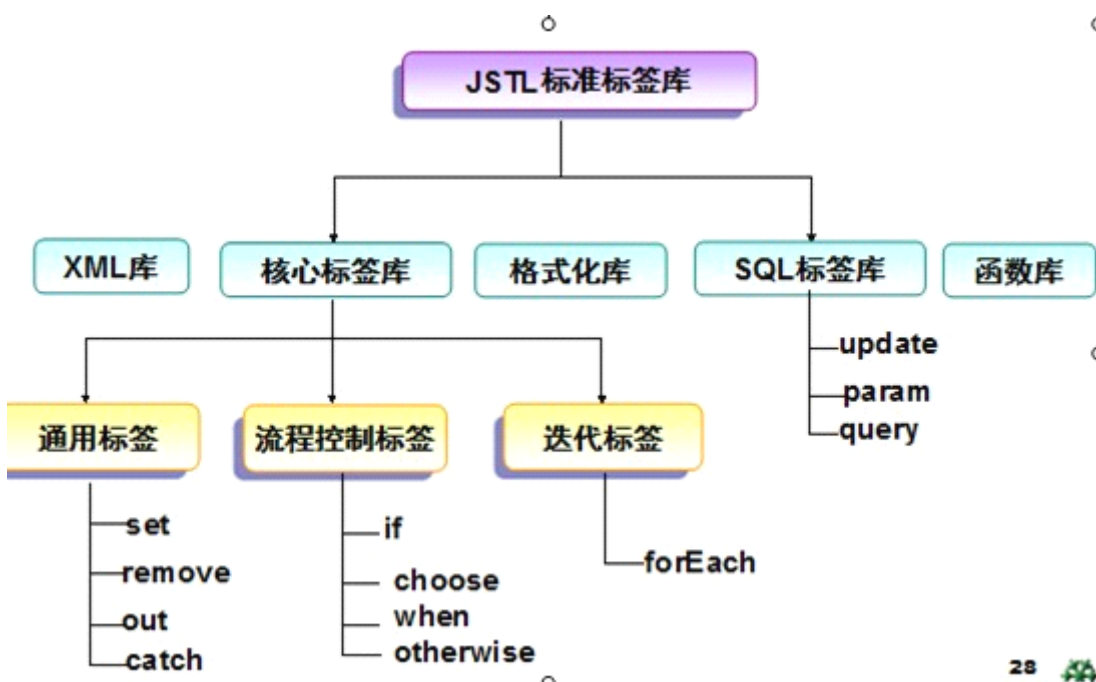 JSTL标准标签库
XML库
核心标签库
格式化库
SQL标签库
函数库
update
param
query
通用标签
流程控制标签
迭代标签
set
remove
out
catch
if
choose
when
otherwise
forEach
28